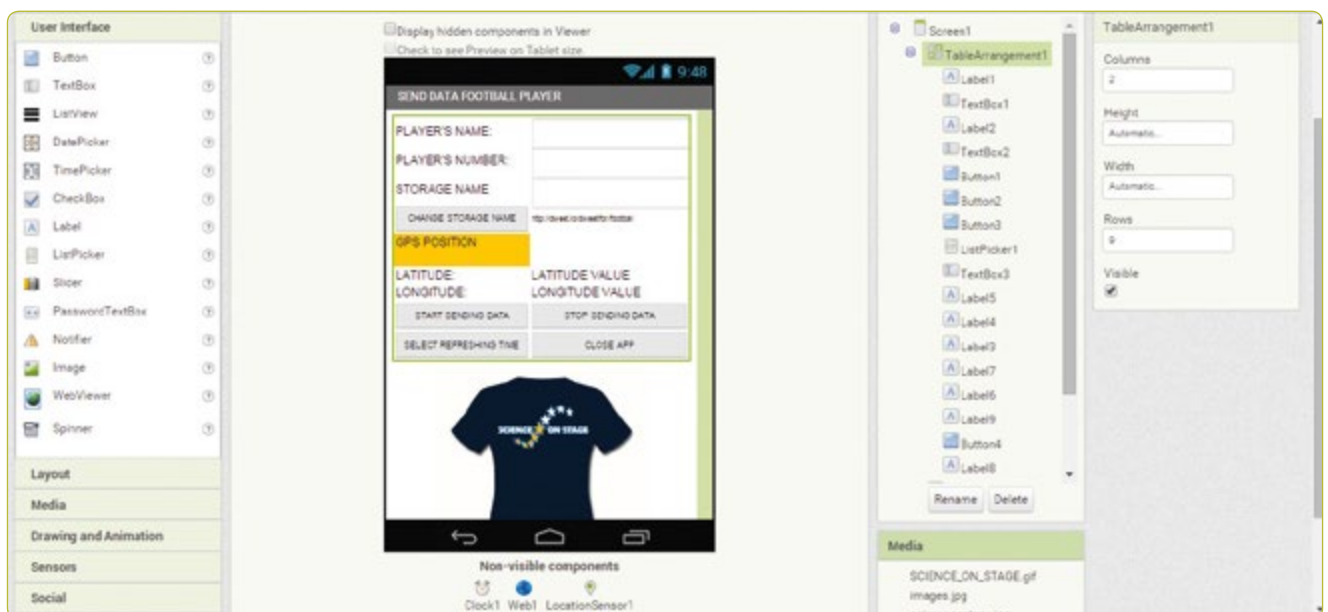 User Interface
Button
TextBox
ListView
DatePicker
TimePicker
CheckBox
Label
ListPicker
Slicer
PasswordTextBox
Notifier
Image
WebViewer
Spinner
Layout
Media
Drawing and Animation
Sensors
Social
Display hidden components in Viewer
Check to see Preview on Tablet size.
9:48
SEND DATA FOOTBALL PLAYER
PLAYER'S NAME:
PLAYER'S NUMBER:
STORAGE NAME
CHANGE STORAGE NAME
GPS POSITION
LATITUDE: LATITUDE VALUE
LONGITUDE: LONGITUDE VALUE
START SENDING DATA STOP SENDING DATA
SELECT REFRESHING TIME CLOSE APP
SCIENCE ON STAGE
Non-visible components
Clock1 Web1 LocationSensor1
Screen1
TableArrangement1
Label1
TextBox1
Label2
TextBox2
Button1
Button2
Button3
ListPicker1
TextBox3
Label5
Label4
Label3
Label7
Label6
Label9
Button4
Label8
Rename Delete
Media
SCIENCE_ON_STAGE.gif
images.jpg
TableArrangement1
Columns
2
Height
Automatic...
Width
Automatic...
Rows
9
Visible